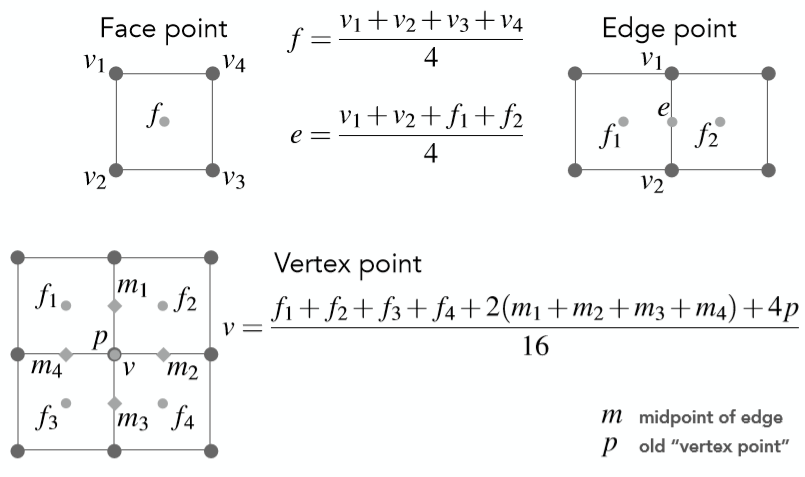 Face point
v₁
v₄
f
v₂
v₃
f = (v₁ + v₂ + v₃ + v₄) / 4
e = (v₁ + v₂ + f₁ + f₂) / 4
Edge point
v₁
e
f₁
f₂
v₂
Vertex point
v = (f₁ + f₂ + f₃ + f₄ + 2(m₁ + m₂ + m₃ + m₄) + 4p) / 16
f₁
m₁
f₂
p
m₄
v
m₂
f₃
m₃
f₄
m midpoint of edge
p old “vertex point”